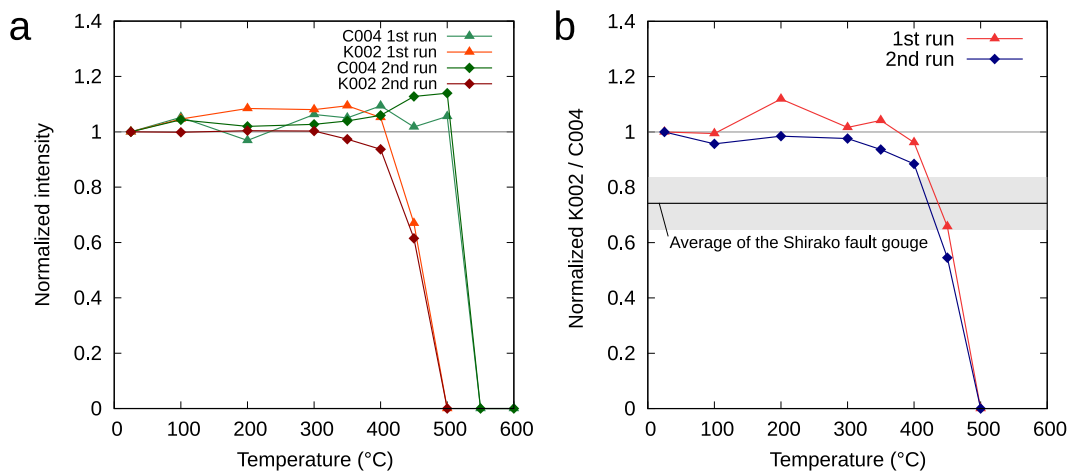 a
Normalized intensity
1.4
1.2
1
0.8
0.6
0.4
0.2
0
C004 1st run
K002 1st run
C004 2nd run
K002 2nd run
0 100 200 300 400 500 600
Temperature (°C)
b
Normalized K002 / C004
1.4
1.2
1
0.8
0.6
0.4
0.2
0
1st run
2nd run
Average of the Shirako fault gouge
0 100 200 300 400 500 600
Temperature (°C)